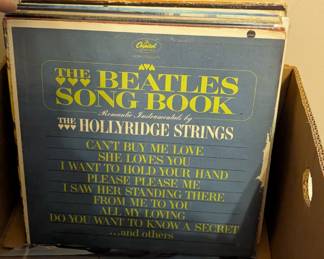 Capitol
THE BEATLES
SONG BOOK
Romantic Instrumentals by
THE HOLLYRIDGE STRINGS
CAN'T BUY ME LOVE
SHE LOVES YOU
I WANT TO HOLD YOUR HAND
PLEASE PLEASE ME
I SAW HER STANDING THERE
FROM ME TO YOU
ALL MY LOVING
DO YOU WANT TO KNOW A SECRET
...and others